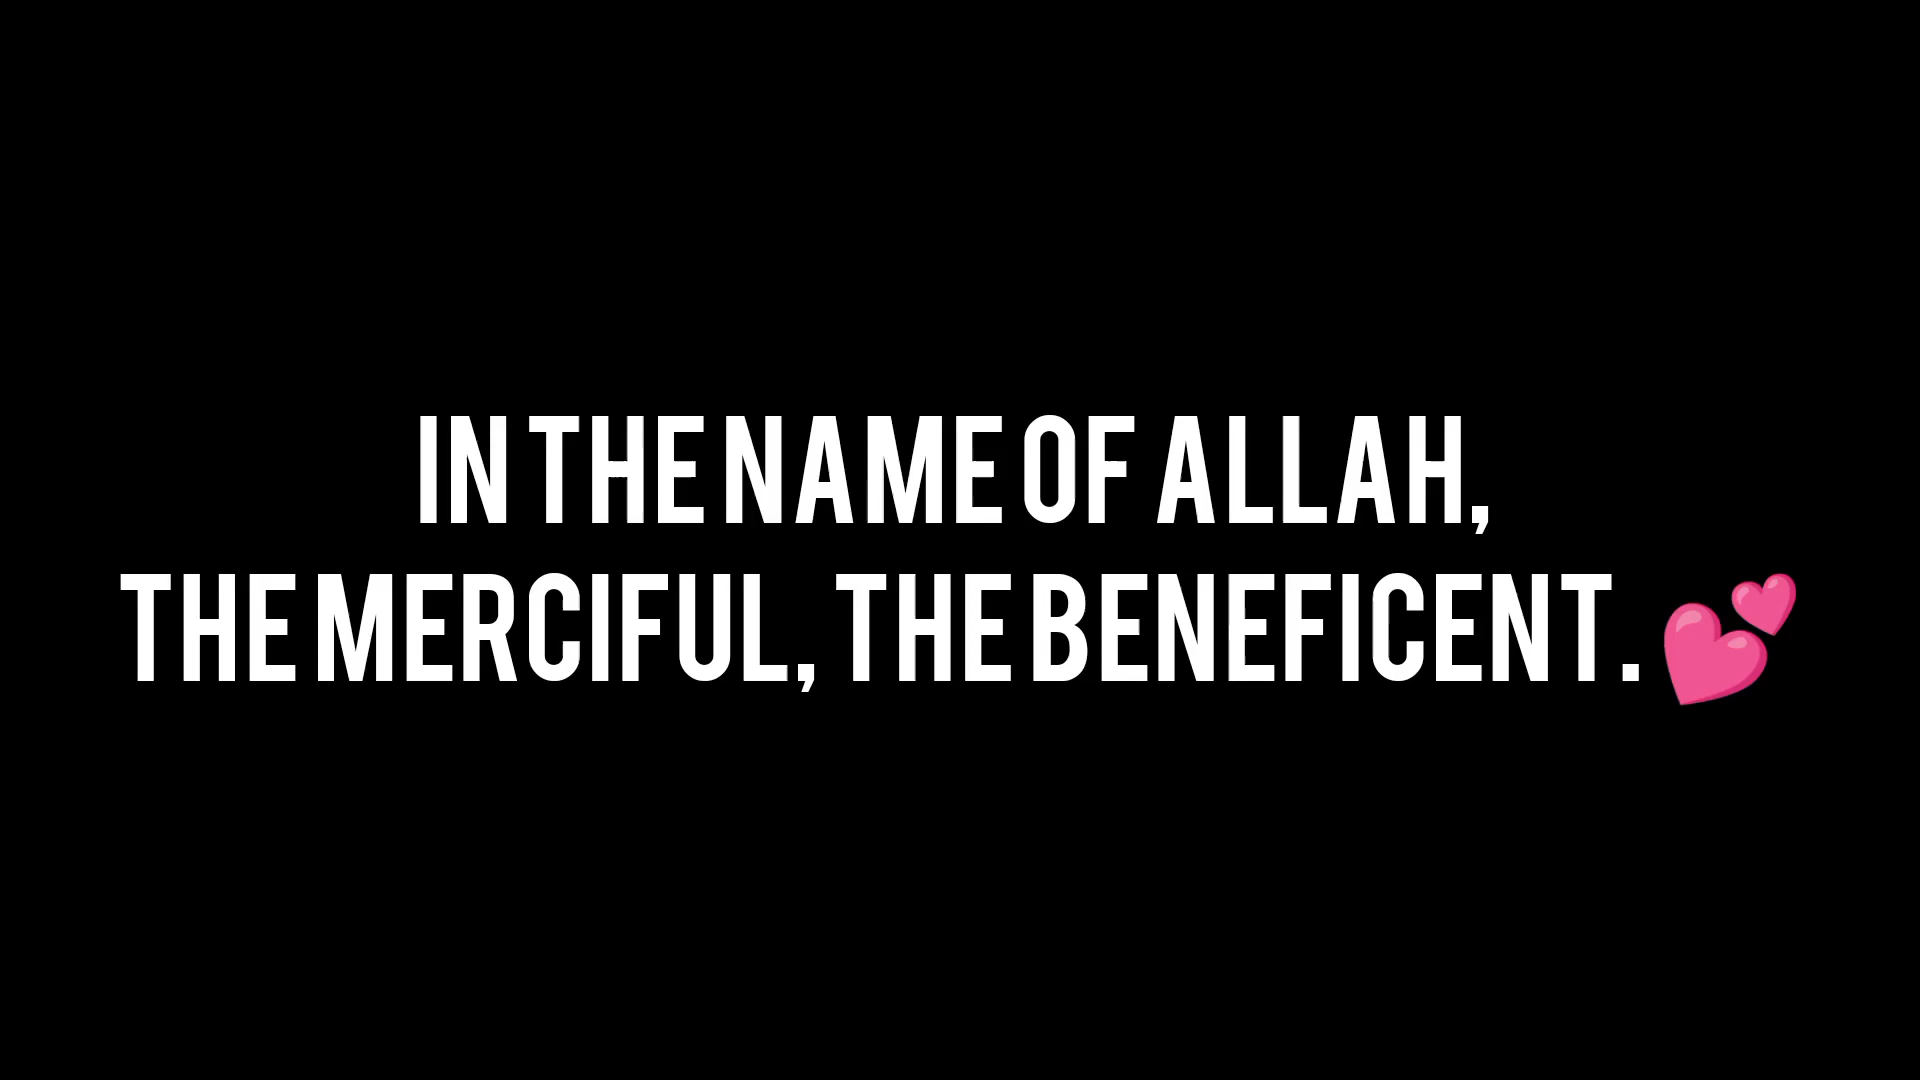 IN THE NAME OF ALLAH,
THE MERCIFUL, THE BENEFICENT. 💕